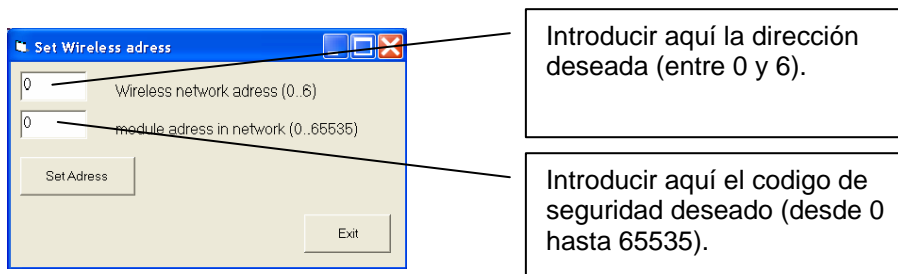 Set Wireless adress
0
Wireless network adress (0..6)
0
module adress in network (0..65535)
Set Adress
Exit
Introducir aquí la dirección
deseada (entre 0 y 6).
Introducir aquí el codigo de
seguridad deseado (desde 0
hasta 65535).